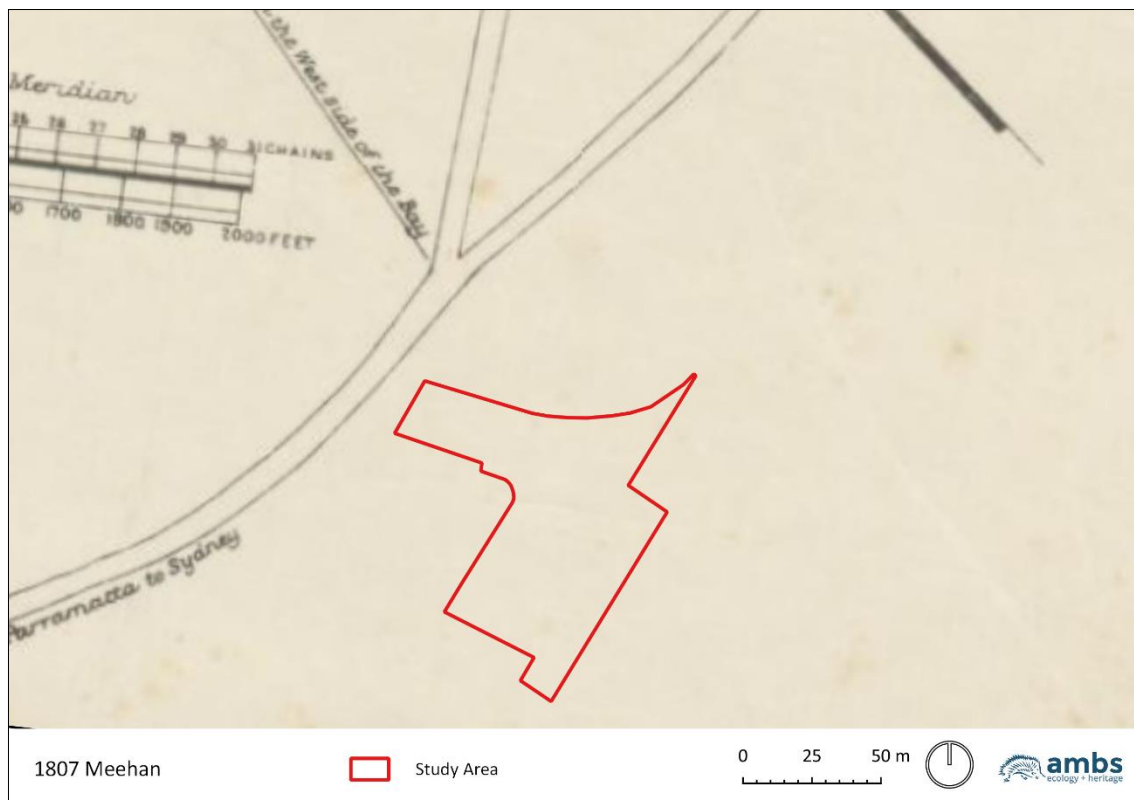 the West side of the Bay
Meridian
25 26 27 28 29 30 31 CHAINS
1700 1800 1900 2000 FEET
Parramatta to Sydney
1807 Meehan
Study Area
0 25 50 m
ambs
ecology + heritage